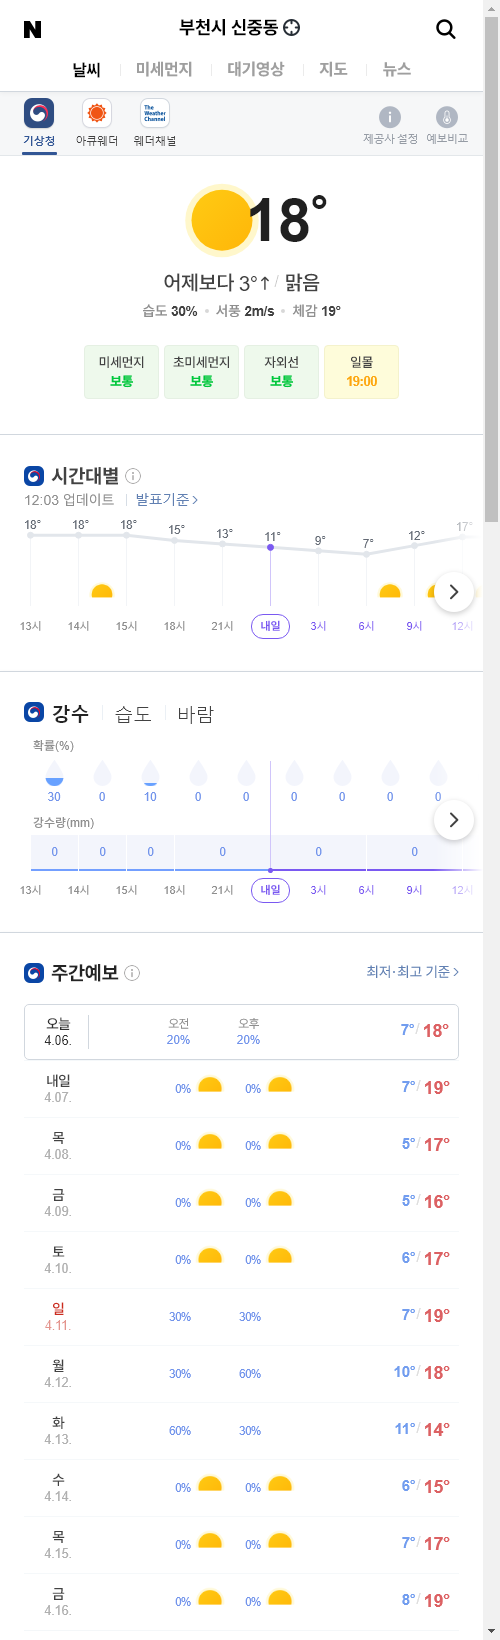 N
부천시 신중동
날씨 미세먼지 대기영상 지도 뉴스
The
Weather
Channel
기상청 아큐웨더 웨더채널 제공사 설정 예보비교
18°
어제보다 3°↑ / 맑음
습도 30% • 서풍 2m/s • 체감 19°
미세먼지 초미세먼지 자외선 일몰
보통 보통 보통 19:00
시간대별
12:03 업데이트 발표기준 >
18° 18° 18° 15° 13° 11° 9° 7° 12° 17°
13시 14시 15시 18시 21시 내일 3시 6시 9시 12시
강수 습도 바람
확률(%)
30 0 10 0 0 0 0 0 0
강수량(mm)
0 0 0 0 0 0
13시 14시 15시 18시 21시 내일 3시 6시 9시 12시
주간예보 최저·최고 기준 >
오늘 오전 오후
4.06. 20% 20% 7° / 18°
내일
4.07. 0% 0% 7° / 19°
목
4.08. 0% 0% 5° / 17°
금
4.09. 0% 0% 5° / 16°
토
4.10. 0% 0% 6° / 17°
일
4.11. 30% 30% 7° / 19°
월
4.12. 30% 60% 10° / 18°
화
4.13. 60% 30% 11° / 14°
수
4.14. 0% 0% 6° / 15°
목
4.15. 0% 0% 7° / 17°
금
4.16. 0% 0% 8° / 19°